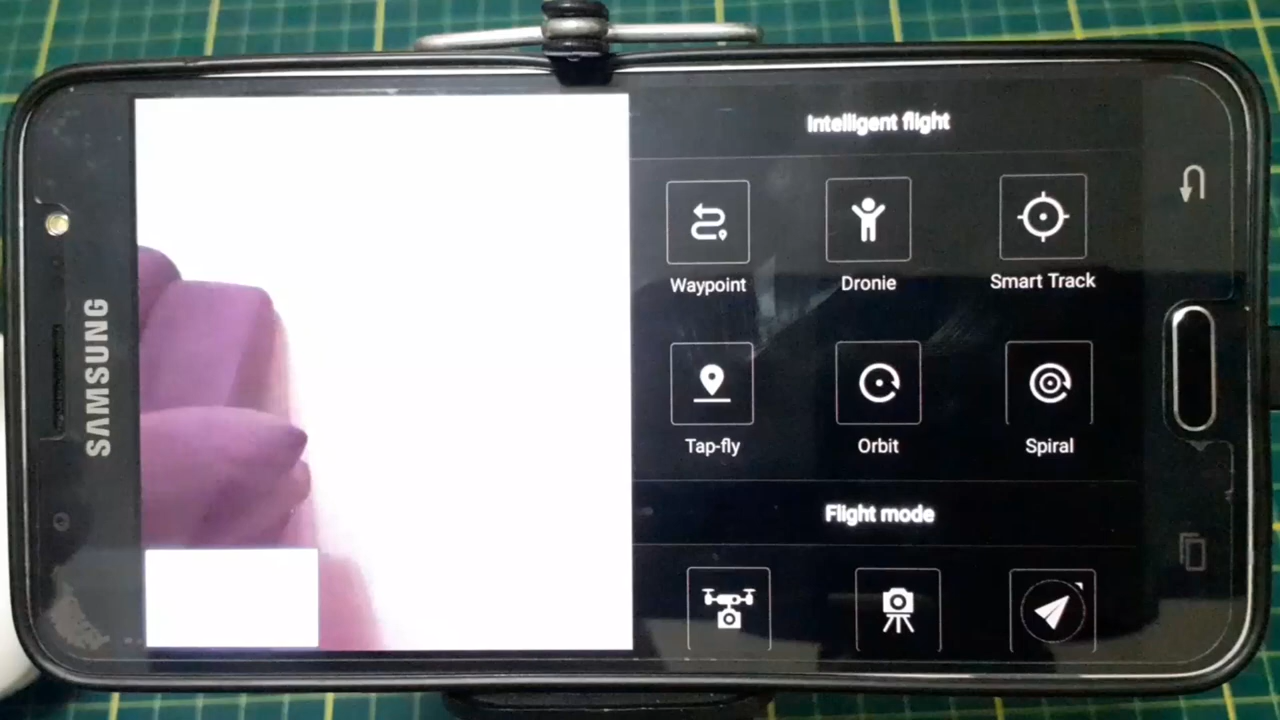 SAMSUNG
Intelligent flight
Waypoint
Dronie
Smart Track
Tap-fly
Orbit
Spiral
Flight mode